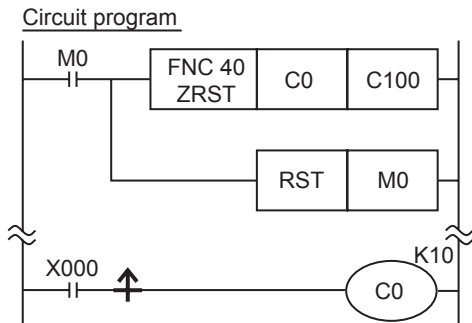 Circuit program
M0
FNC 40
ZRST
C0
C100
RST
M0
X000
K10
C0